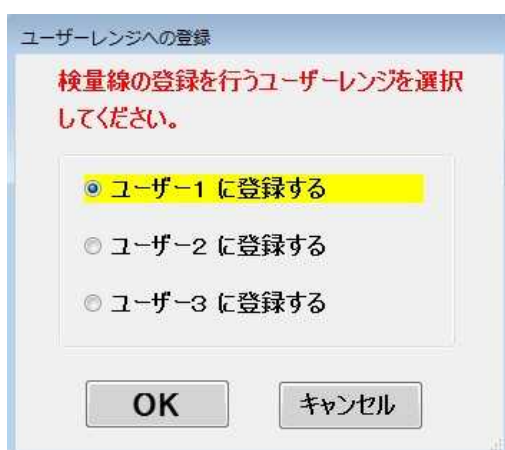 ユーザーレンジへの登録
検量線の登録を行うユーザーレンジを選択
してください。
ユーザー1 に登録する
ユーザー2 に登録する
ユーザー3 に登録する
OK
キャンセル